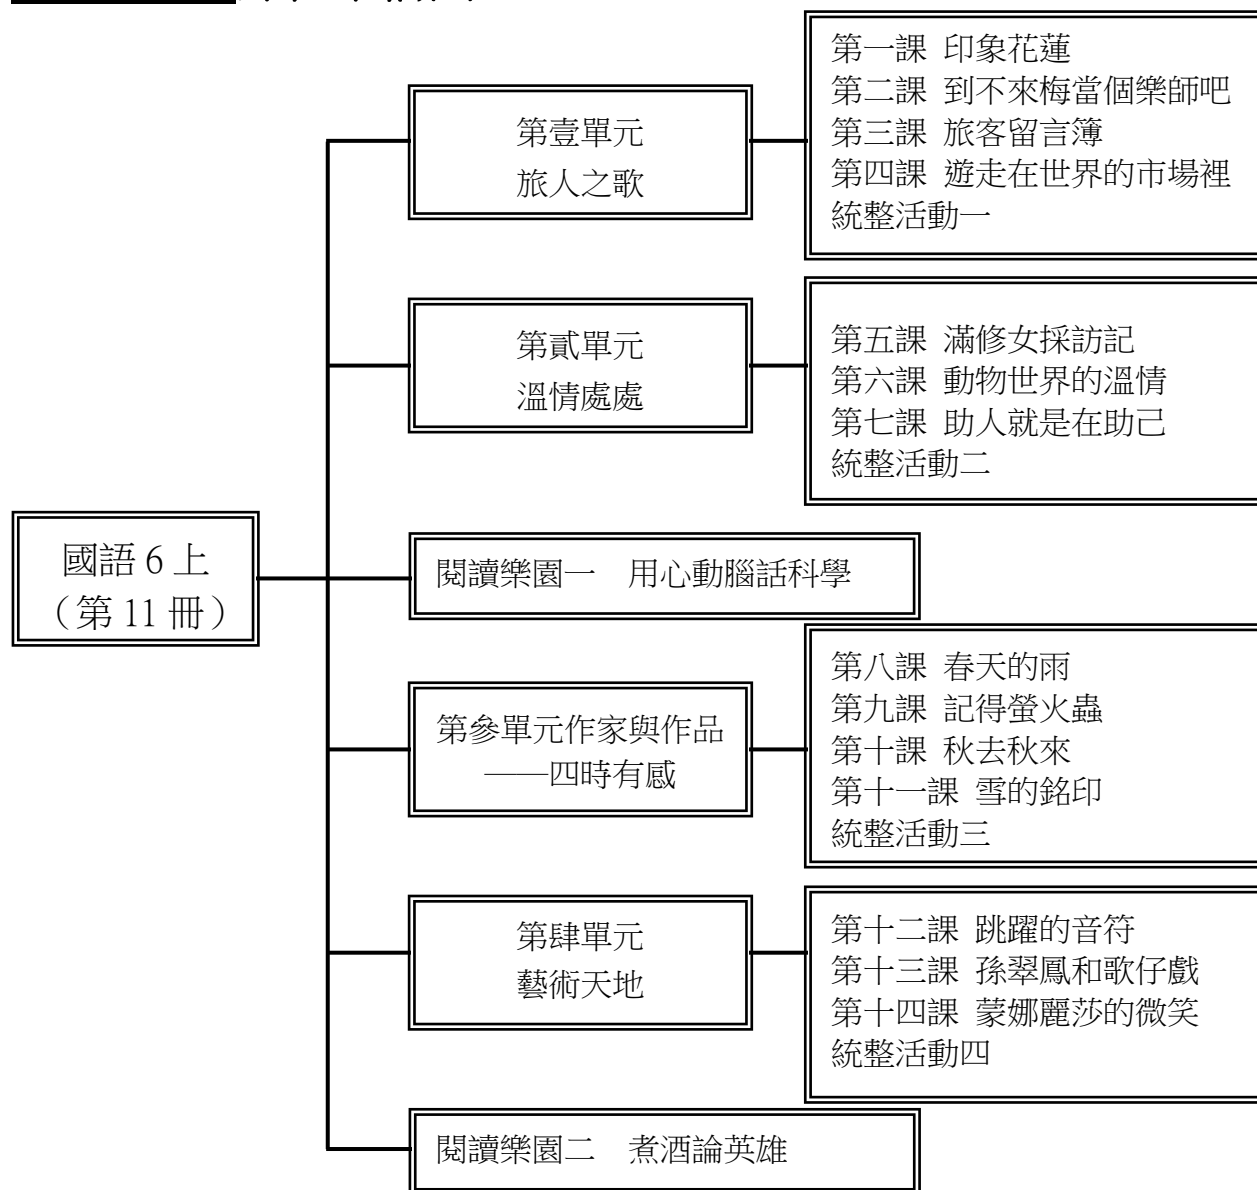 第一課 印象花蓮
第二課 到不來梅當個樂師吧
第三課 旅客留言簿
第四課 遊走在世界的市場裡
統整活動一
第壹單元
旅人之歌
第貳單元
溫情處處
第五課 滿修女採訪記
第六課 動物世界的溫情
第七課 助人就是在助己
統整活動二
國語 6 上
（第 11 冊）
閱讀樂園一　用心動腦話科學
第參單元作家與作品
——四時有感
第八課 春天的雨
第九課 記得螢火蟲
第十課 秋去秋來
第十一課 雪的銘印
統整活動三
第肆單元
藝術天地
第十二課 跳躍的音符
第十三課 孫翠鳳和歌仔戲
第十四課 蒙娜麗莎的微笑
統整活動四
閱讀樂園二　煮酒論英雄